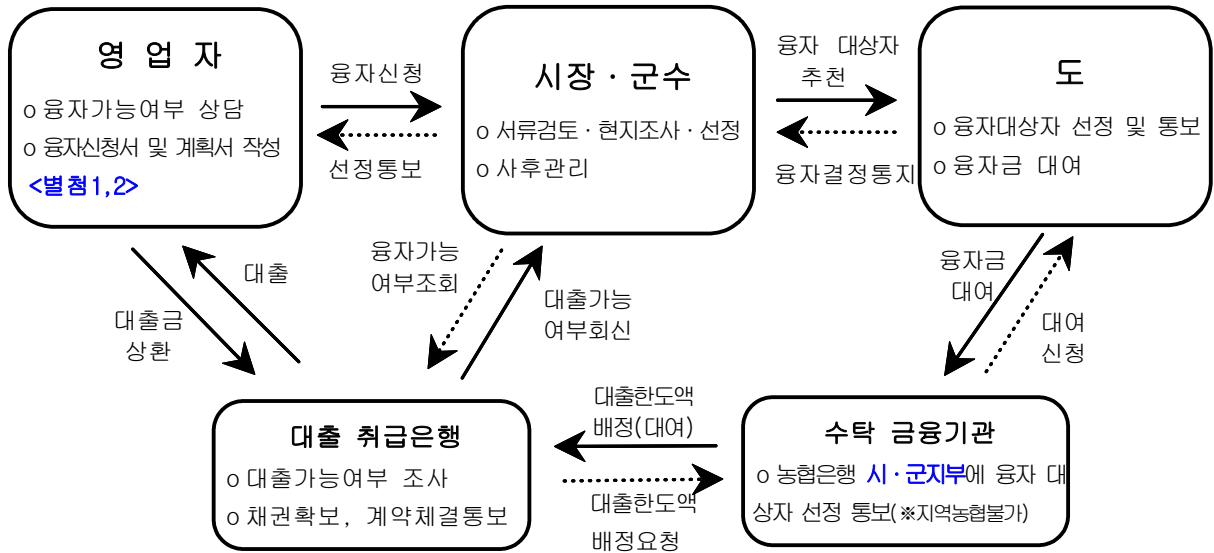 영 업 자
o 융자가능여부 상담
o 융자신청서 및 계획서 작성
<별첨1,2>
융자신청
선정통보
시장 · 군수
o 서류검토 · 현지조사 · 선정
o 사후관리
융자 대상자
추천
융자결정통지
도
o 융자대상자 선정 및 통보
o 융자금 대여
대출금
상환
대출
융자가능
여부조회
대출가능
여부회신
융자금
대여
대여
신청
대출 취급은행
o 대출가능여부 조사
o 채권확보, 계약체결통보
대출한도액
배정(대여)
대출한도액
배정요청
수탁 금융기관
o 농협은행 시 · 군지부에 융자 대
상자 선정 통보(※지역농협불가)